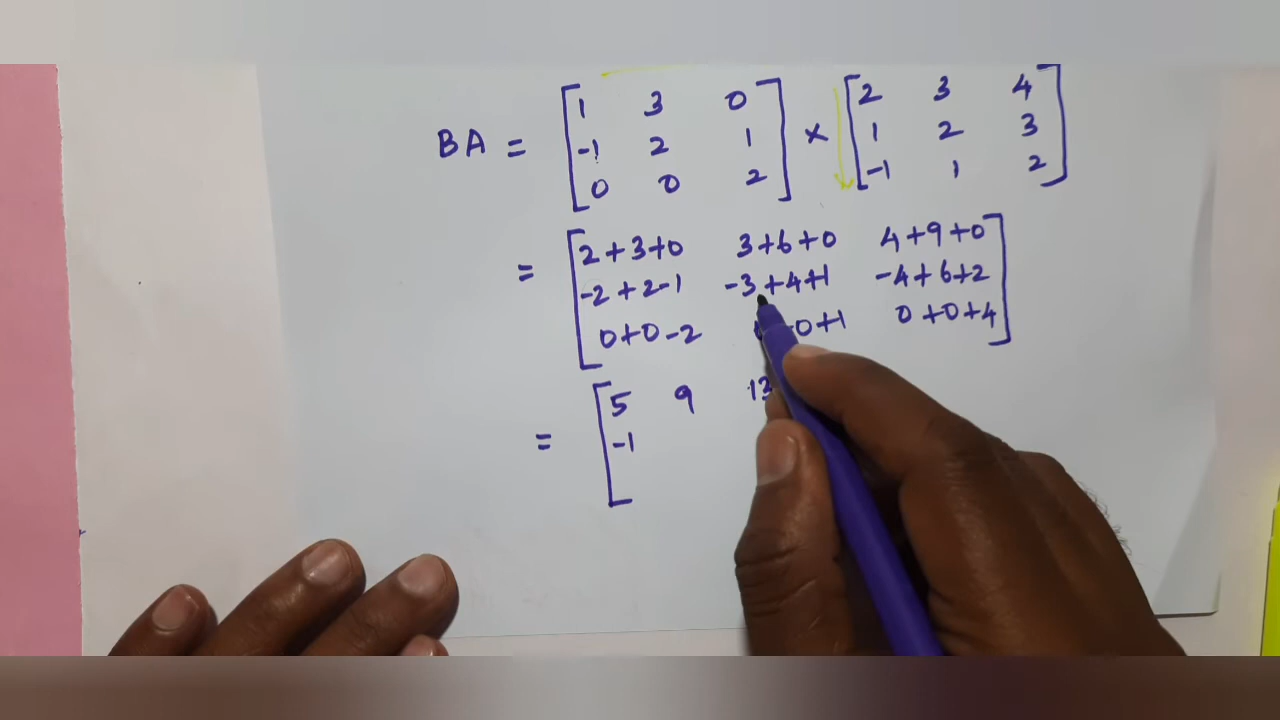 BA = [ 1 3 0 ] × [ 2 3 4 ]
-1 2 1   1 2 3
0 0 2   -1 1 2
= [ 2+3+0 3+6+0 4+9+0 ]
-2+2-1 -3+4+1 -4+6+2
0+0-2 0+1 0+0+4
= [ 5 9 13
-1